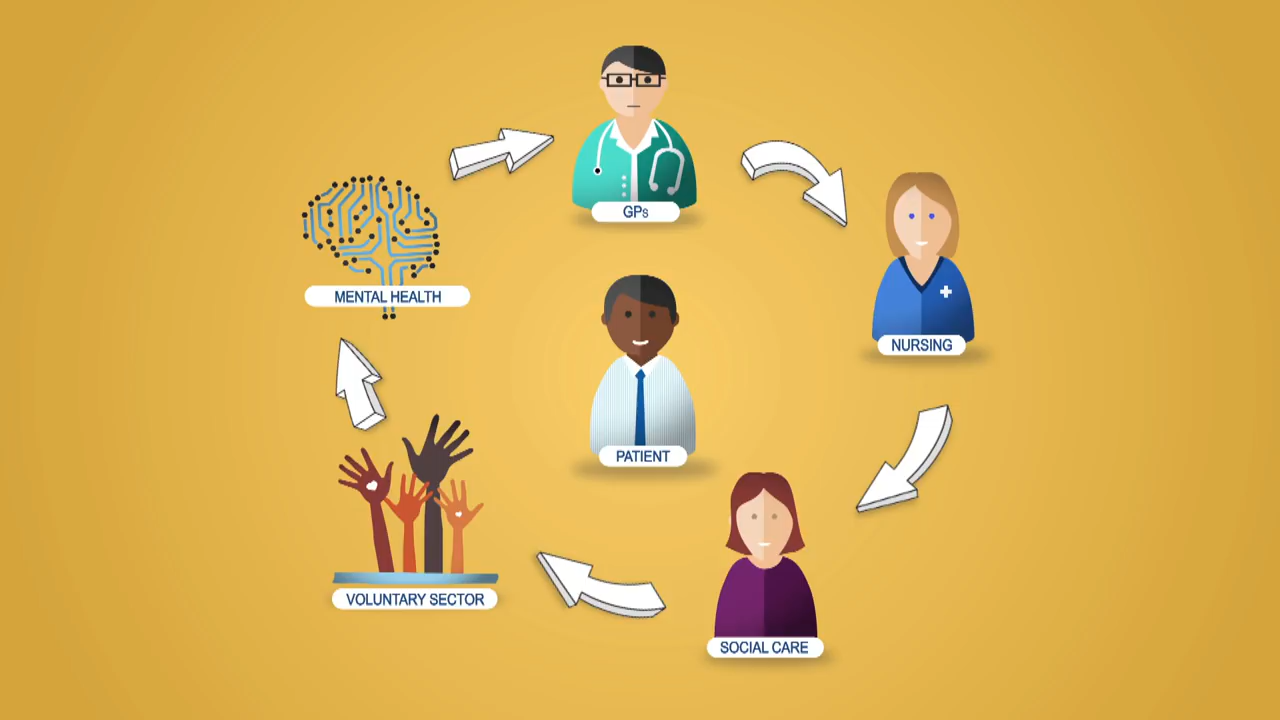 GPs
MENTAL HEALTH
NURSING
PATIENT
VOLUNTARY SECTOR
SOCIAL CARE